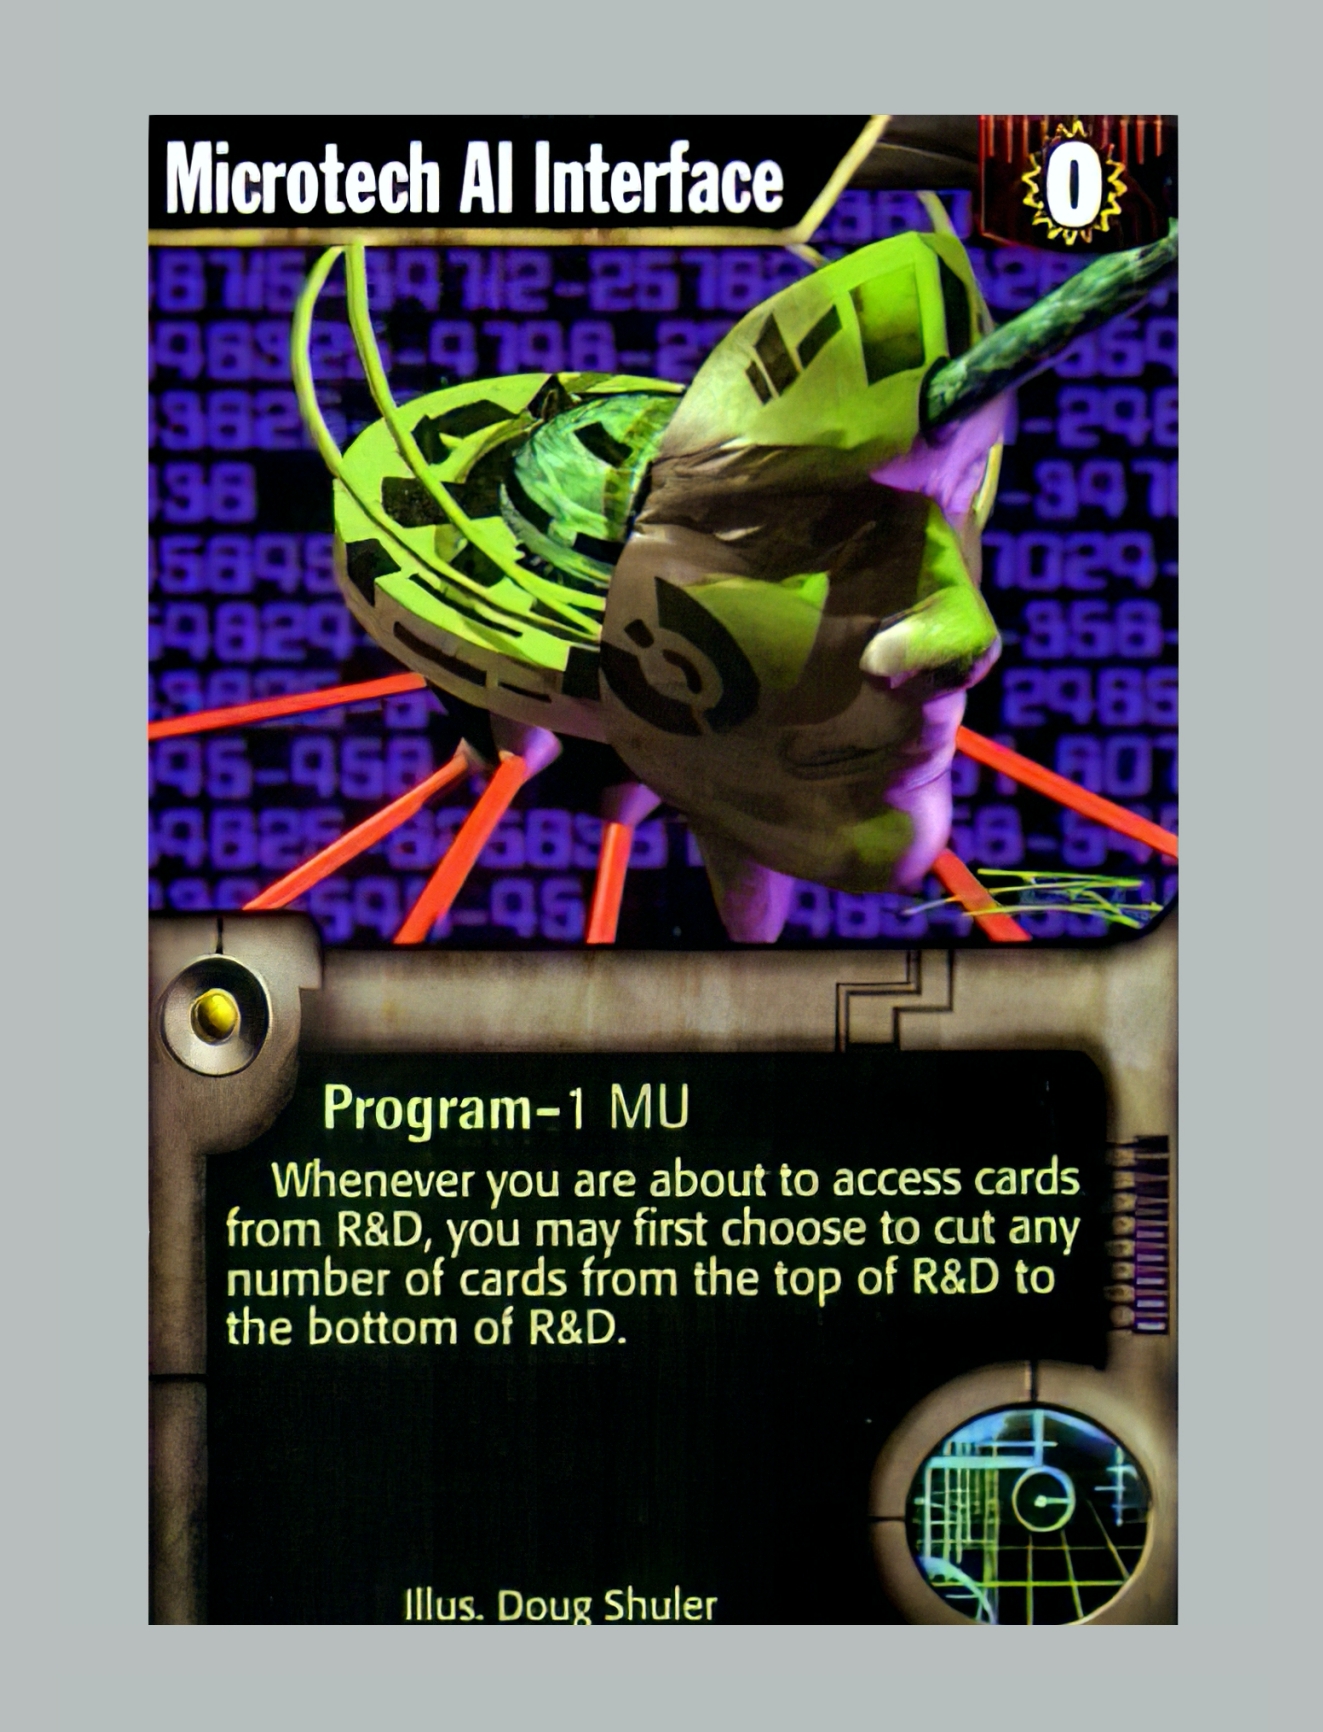 Microtech AI Interface
0
Program-1 MU
Whenever you are about to access cards
from R&D, you may first choose to cut any
number of cards from the top of R&D to
the bottom of R&D.
Illus. Doug Shuler